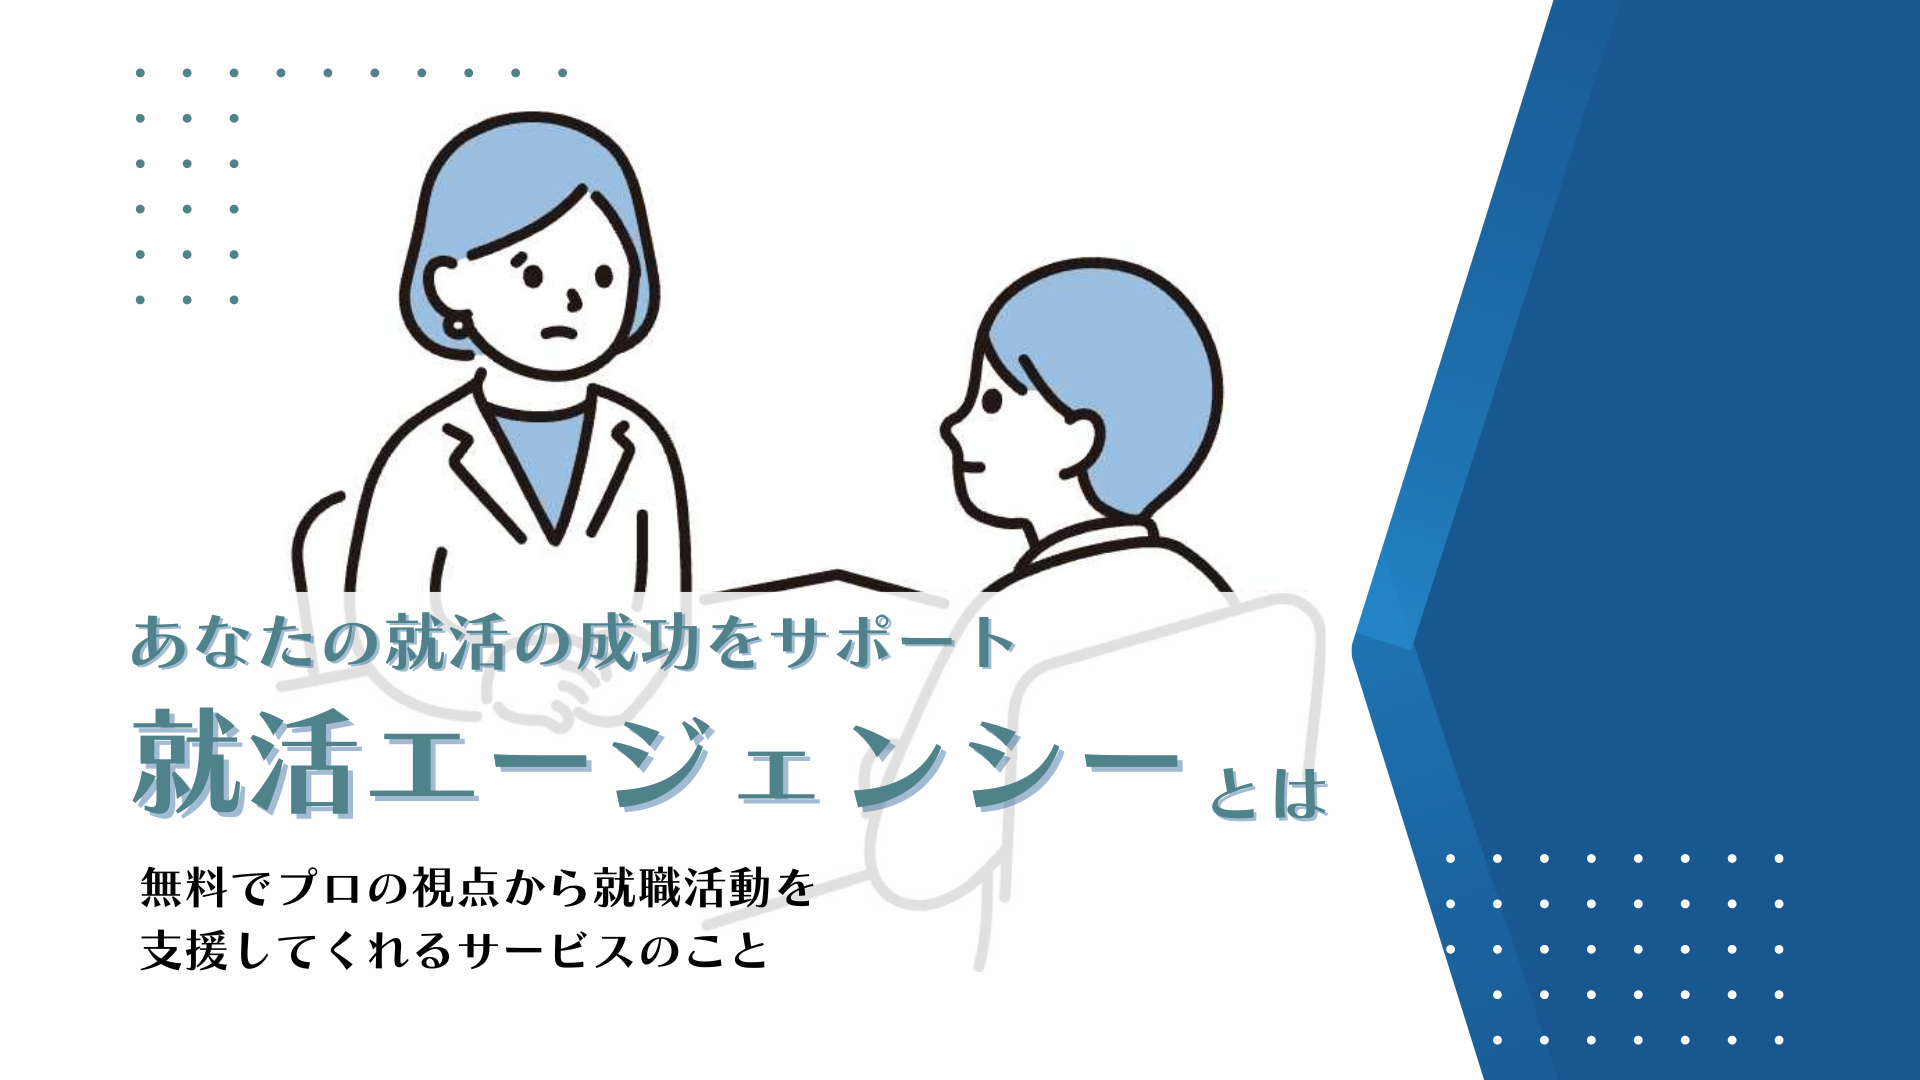 あなたの就活の成功をサポート
就活エージェンシーとは
無料でプロの視点から就職活動を
支援してくれるサービスのこと